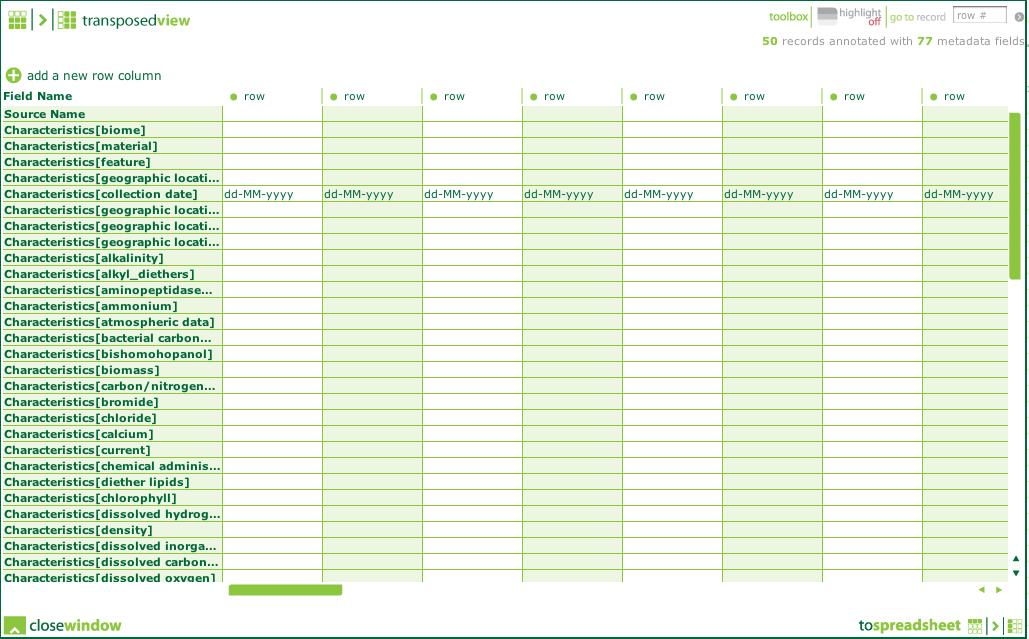 transposedview
toolbox highlight off go to record row #
50 records annotated with 77 metadata fields
add a new row column
Field Name row row row row row row row row
Source Name
Characteristics[biome]
Characteristics[material]
Characteristics[feature]
Characteristics[geographic locati...
Characteristics[collection date] dd-MM-yyyy dd-MM-yyyy dd-MM-yyyy dd-MM-yyyy dd-MM-yyyy dd-MM-yyyy dd-MM-yyyy dd-MM-yyyy
Characteristics[geographic locati...
Characteristics[geographic locati...
Characteristics[geographic locati...
Characteristics[alkalinity]
Characteristics[alkyl_diethers]
Characteristics[aminopeptidase...
Characteristics[ammonium]
Characteristics[atmospheric data]
Characteristics[bacterial carbon...
Characteristics[bishomohopanol]
Characteristics[biomass]
Characteristics[carbon/nitrogen...
Characteristics[bromide]
Characteristics[chloride]
Characteristics[calcium]
Characteristics[current]
Characteristics[chemical adminis...
Characteristics[diether lipids]
Characteristics[chlorophyll]
Characteristics[dissolved hydrog...
Characteristics[density]
Characteristics[dissolved inorga...
Characteristics[dissolved carbon...
Characteristics[dissolved oxygen]
closewindow tospreadsheet